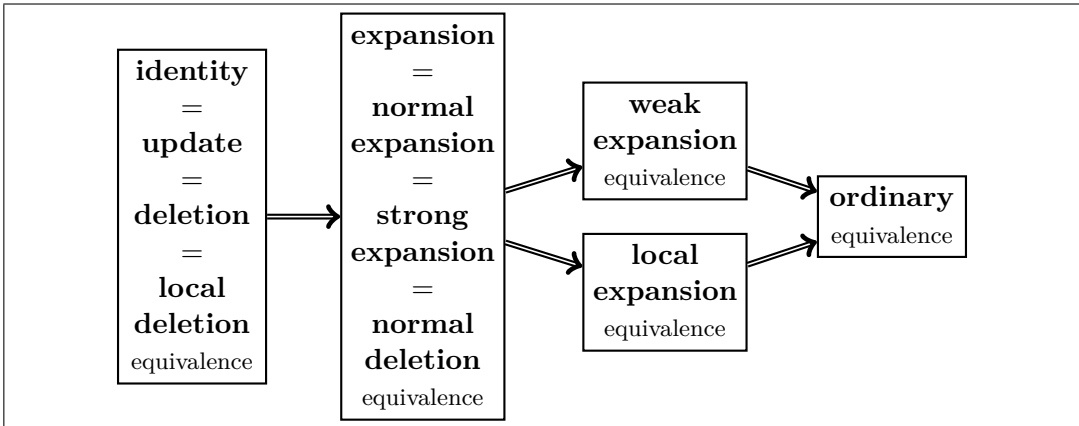 identity
=
update
=
deletion
=
local
deletion
equivalence
expansion
=
normal
expansion
=
strong
expansion
=
normal
deletion
equivalence
weak
expansion
equivalence
local
expansion
equivalence
ordinary
equivalence